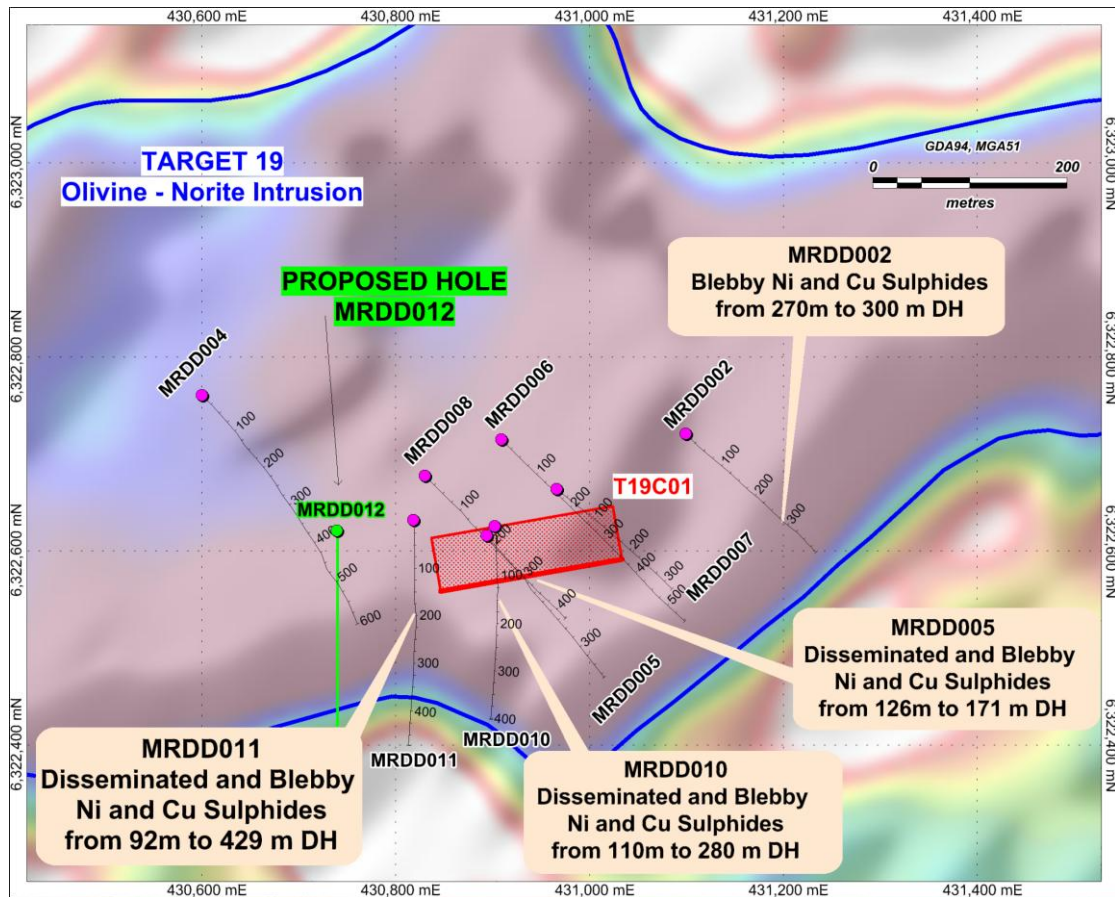 430,600 mE
430,800 mE
431,000 mE
431,200 mE
431,400 mE
6,323,000 mN
6,323,000 mN
GDA94, MGA51
0
200
metres
TARGET 19
Olivine - Norite Intrusion
PROPOSED HOLE
MRDD012
MRDD002
Blebby Ni and Cu Sulphides
from 270m to 300 m DH
6,322,800 mN
6,322,800 mN
MRDD004
100
200
300
400
500
600
MRDD008
100
200
300
400
MRDD006
100
200
300
400
500
MRDD002
100
200
300
T19C01
100
200
300
MRDD007
MRDD012
6,322,600 mN
6,322,600 mN
100
200
300
400
MRDD011
100
200
300
400
MRDD010
300
MRDD005
MRDD005
Disseminated and Blebby
Ni and Cu Sulphides
from 126m to 171 m DH
6,322,400 mN
6,322,400 mN
MRDD011
Disseminated and Blebby
Ni and Cu Sulphides
from 92m to 429 m DH
MRDD010
Disseminated and Blebby
Ni and Cu Sulphides
from 110m to 280 m DH
430,600 mE
430,800 mE
431,000 mE
431,200 mE
431,400 mE